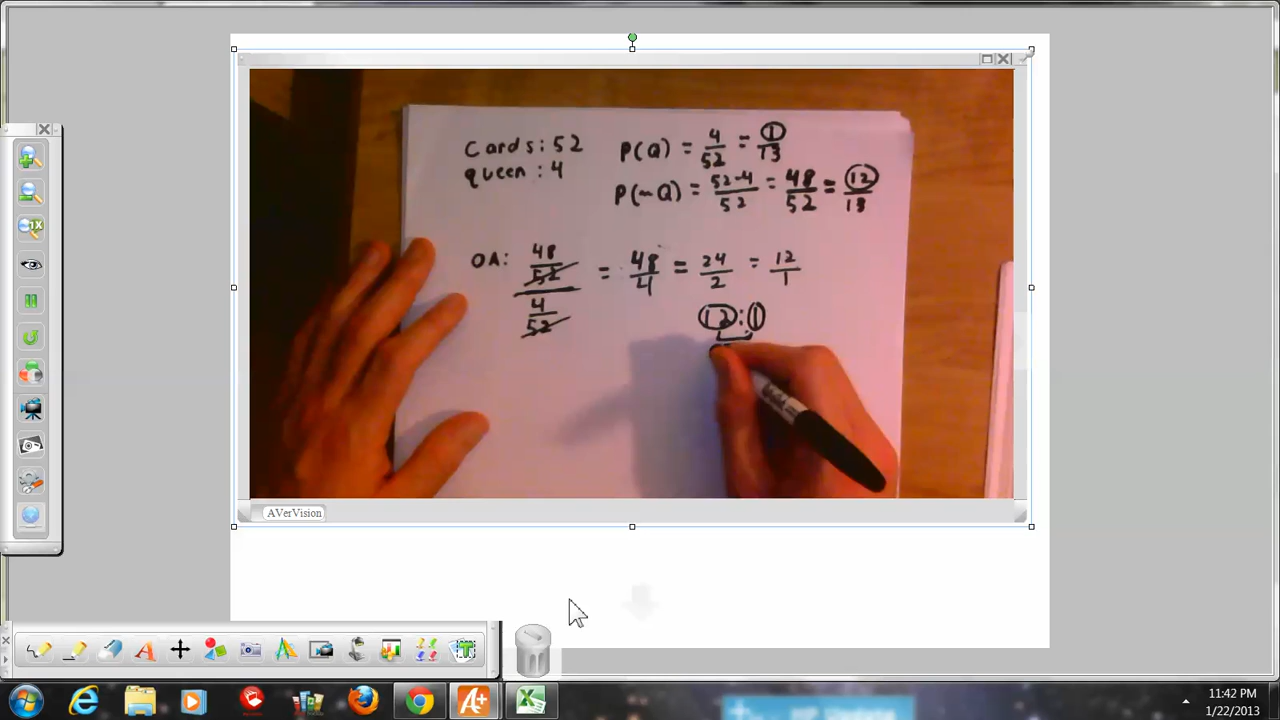 Cards: 52
queen: 4
P(Q) = 4/52 = 1/13
P(~Q) = 52-4/52 = 48/52 = 12/13
OA: 48/52 / 4/52 = 48/4 = 24/2 = 12/1
12:1
AVerVision
11:42 PM
1/22/2013